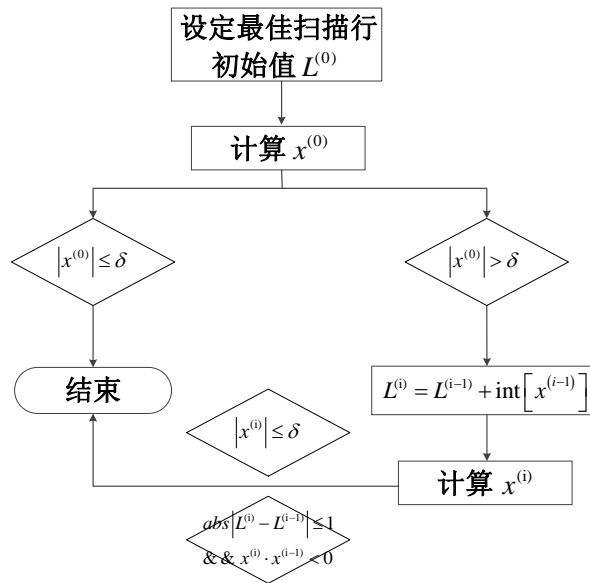 设定最佳扫描行
初始值 L^{(0)}
计算 x^{(0)}
|x^{(0)}| ≤ δ
|x^{(0)}| > δ
结束
L^{(i)} = L^{(i-1)} + int[x^{(i-1)}]
|x^{(i)}| ≤ δ
计算 x^{(i)}
abs|L^{(i)} - L^{(i-1)}| ≤ 1
&& x^{(i)} · x^{(i-1)} < 0